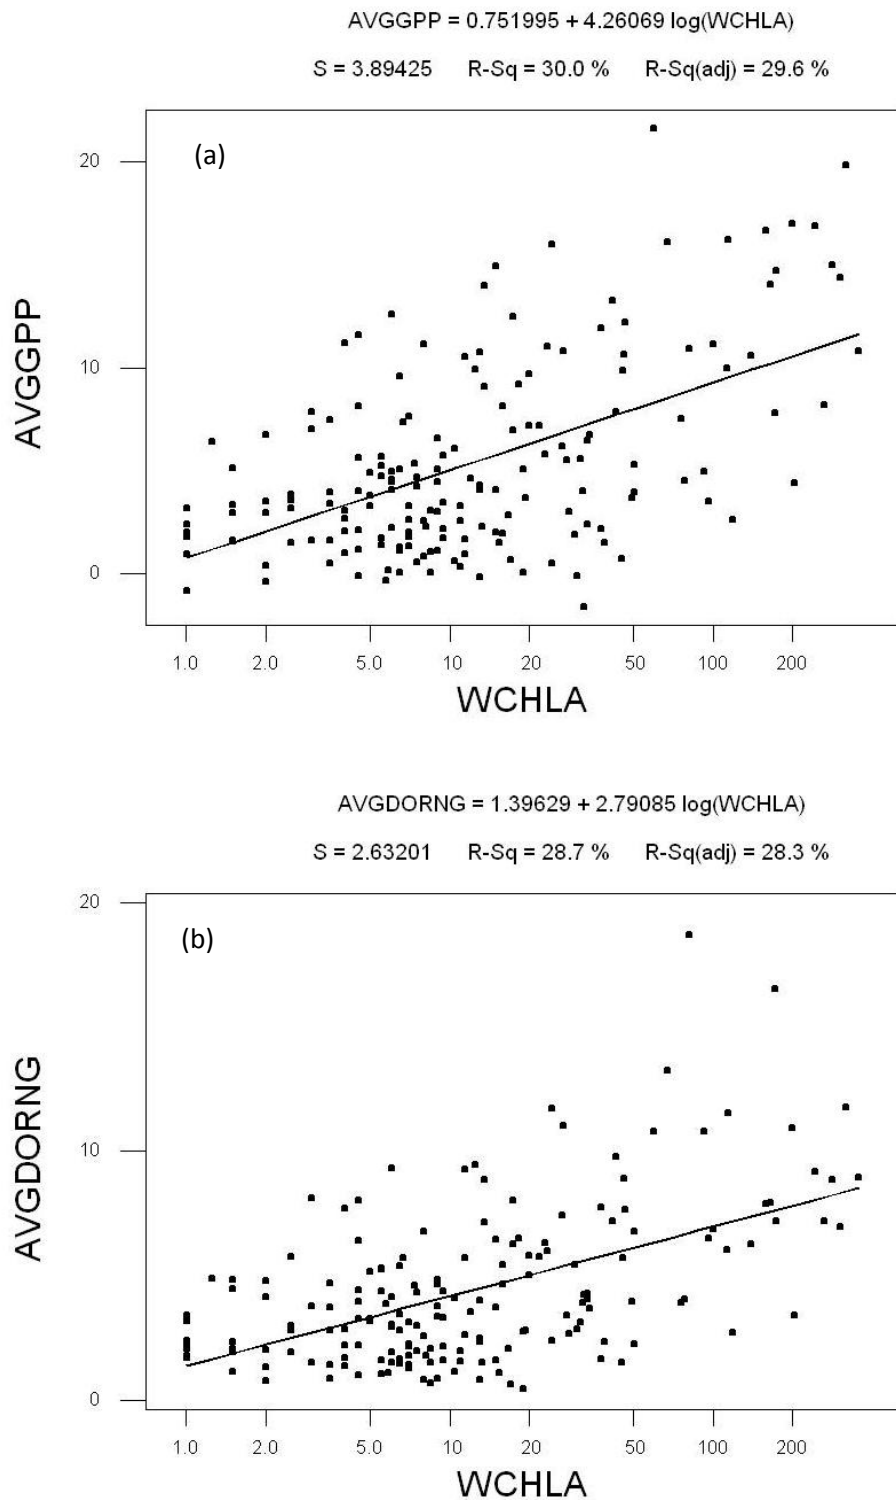 AVGGPP = 0.751995 + 4.26069 log(WCHLA)
S = 3.89425 R-Sq = 30.0 % R-Sq(adj) = 29.6 %
(a)
20
10
0
AVGGPP
1.0 2.0 5.0 10 20 50 100 200
WCHLA
AVGDORNG = 1.39629 + 2.79085 log(WCHLA)
S = 2.63201 R-Sq = 28.7 % R-Sq(adj) = 28.3 %
(b)
20
10
0
AVGDORNG
1.0 2.0 5.0 10 20 50 100 200
WCHLA